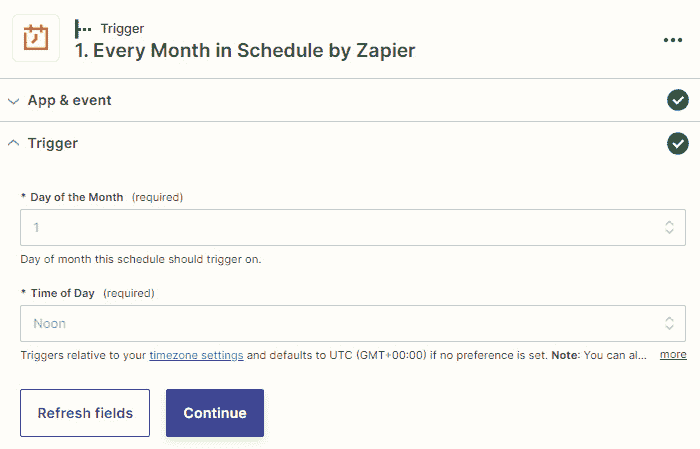 Trigger
1. Every Month in Schedule by Zapier
App & event
Trigger
* Day of the Month (required)
1
Day of month this schedule should trigger on.
* Time of Day (required)
Noon
Triggers relative to your timezone settings and defaults to UTC (GMT+00:00) if no preference is set. Note: You can al... more
Refresh fields Continue